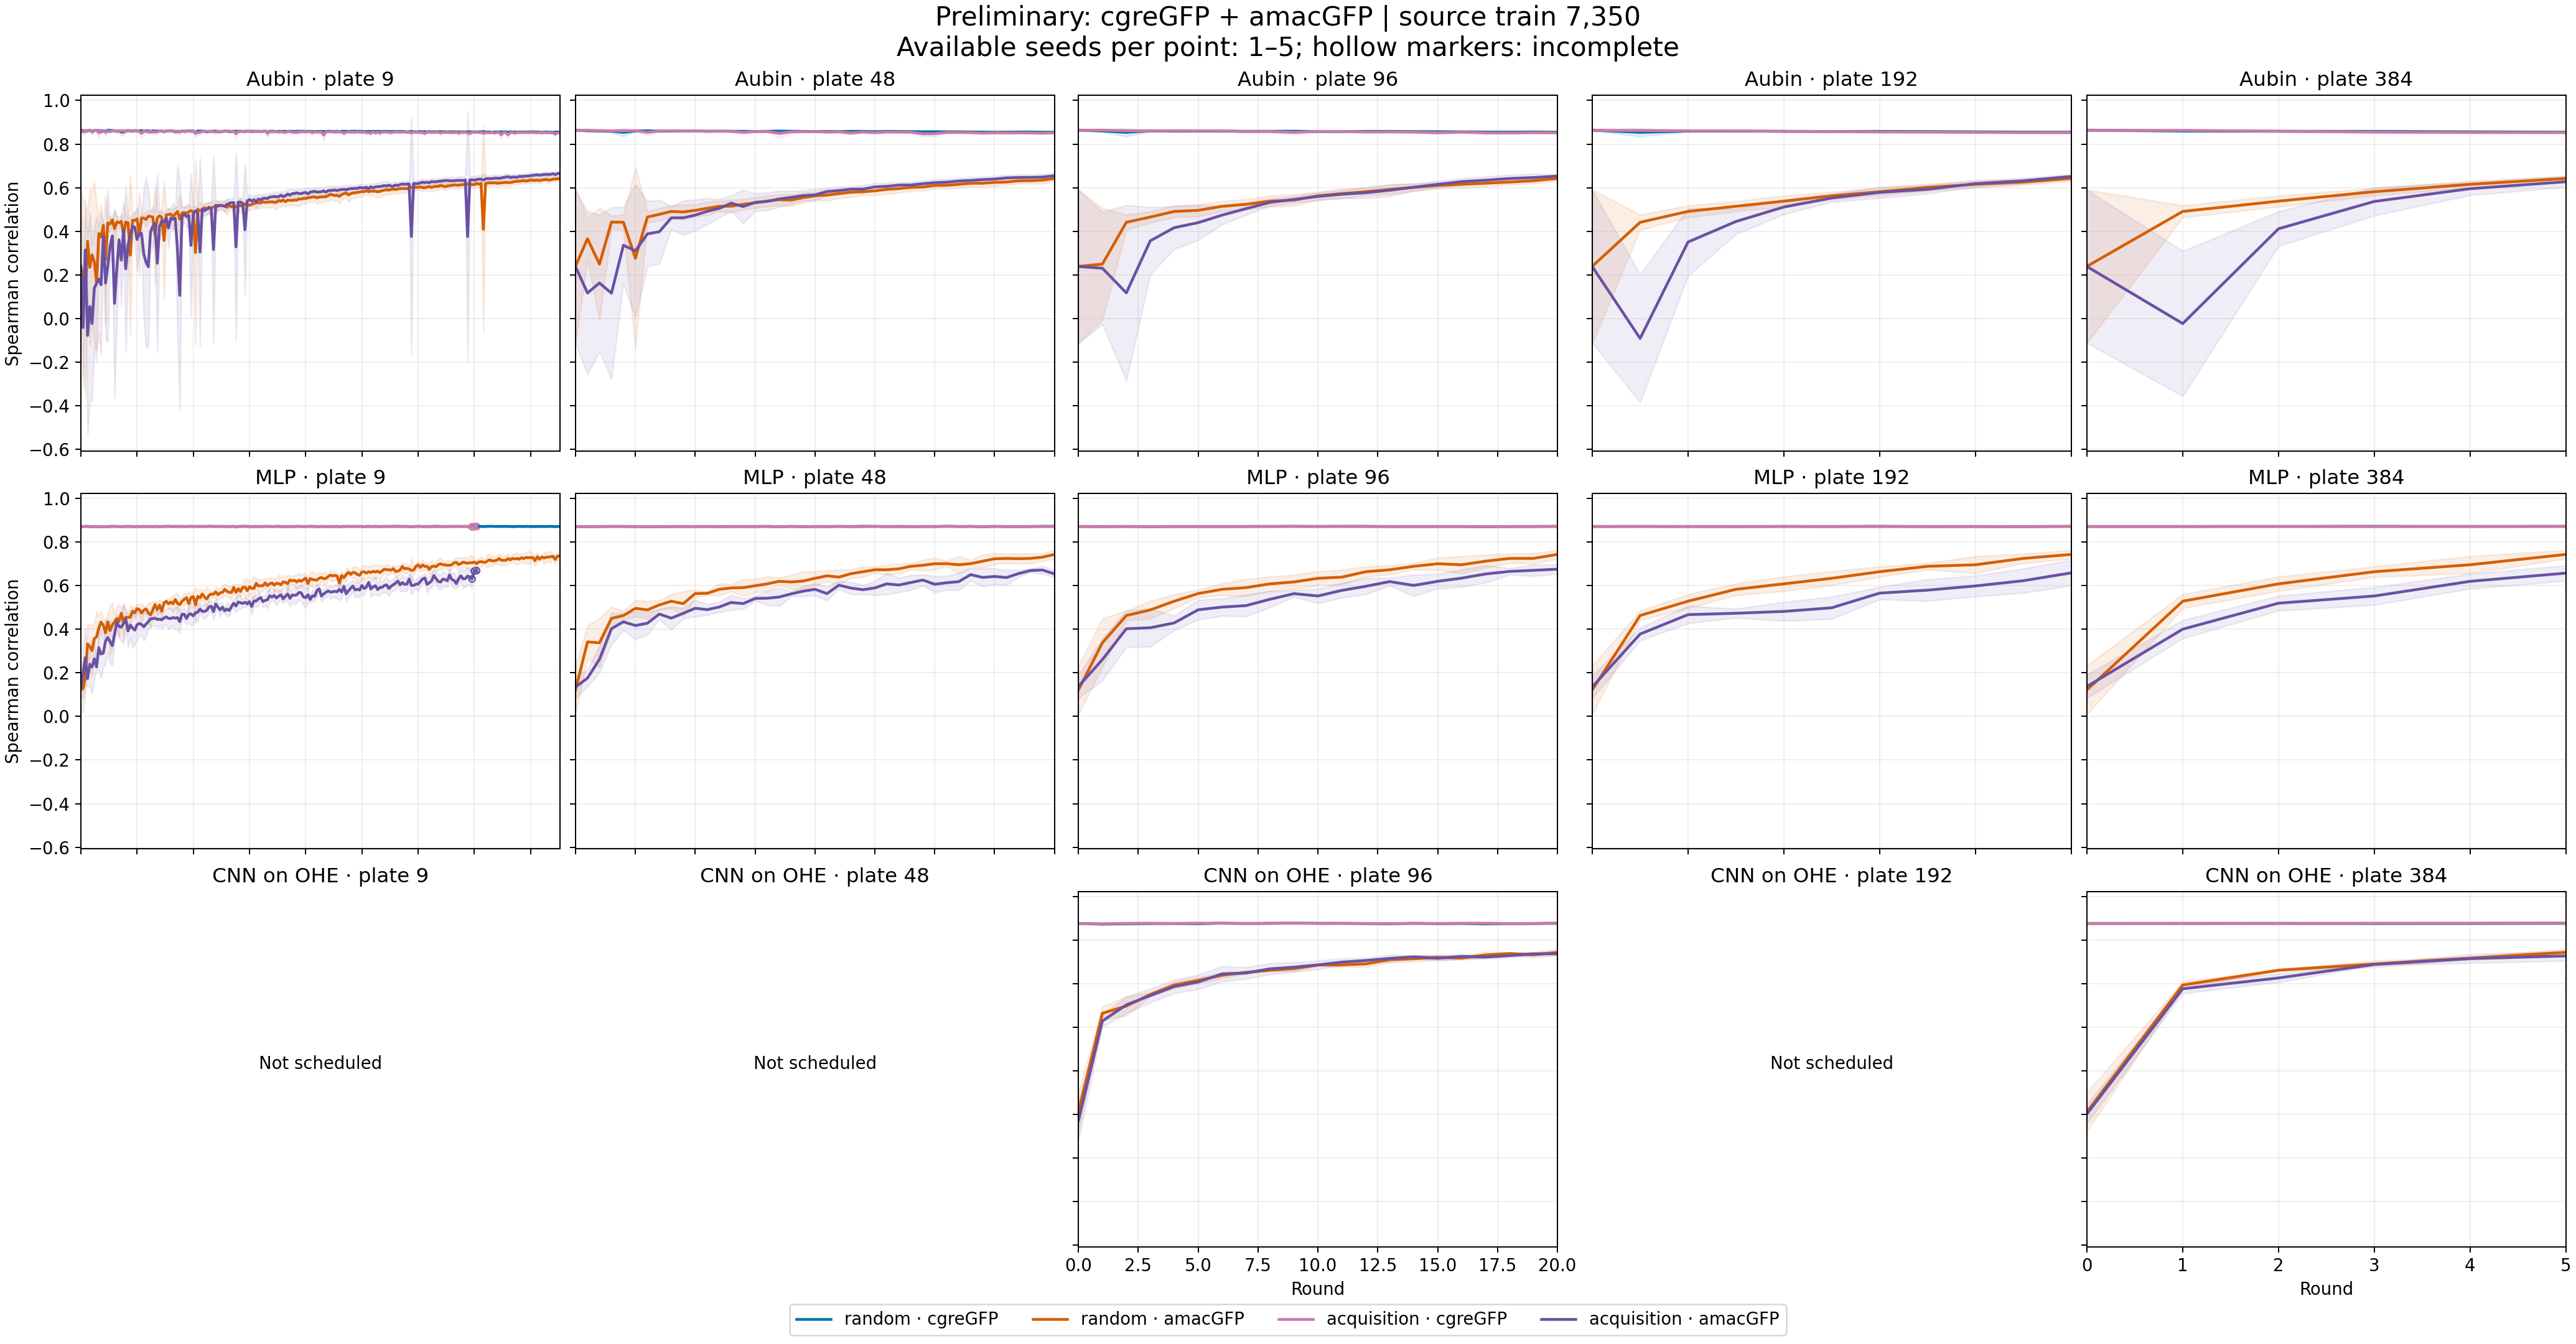 Preliminary: cgreGFP + amacGFP | source train 7,350
Available seeds per point: 1–5; hollow markers: incomplete
Aubin · plate 9
Aubin · plate 48
Aubin · plate 96
Aubin · plate 192
Aubin · plate 384
1.0
0.8
0.6
0.4
0.2
0.0
−0.2
−0.4
−0.6
Spearman correlation
MLP · plate 9
MLP · plate 48
MLP · plate 96
MLP · plate 192
MLP · plate 384
1.0
0.8
0.6
0.4
0.2
0.0
−0.2
−0.4
−0.6
Spearman correlation
CNN on OHE · plate 9
CNN on OHE · plate 48
CNN on OHE · plate 96
CNN on OHE · plate 192
CNN on OHE · plate 384
Not scheduled
Not scheduled
Not scheduled
0.0 2.5 5.0 7.5 10.0 12.5 15.0 17.5 20.0
Round
0 1 2 3 4 5
Round
random · cgreGFP
random · amacGFP
acquisition · cgreGFP
acquisition · amacGFP